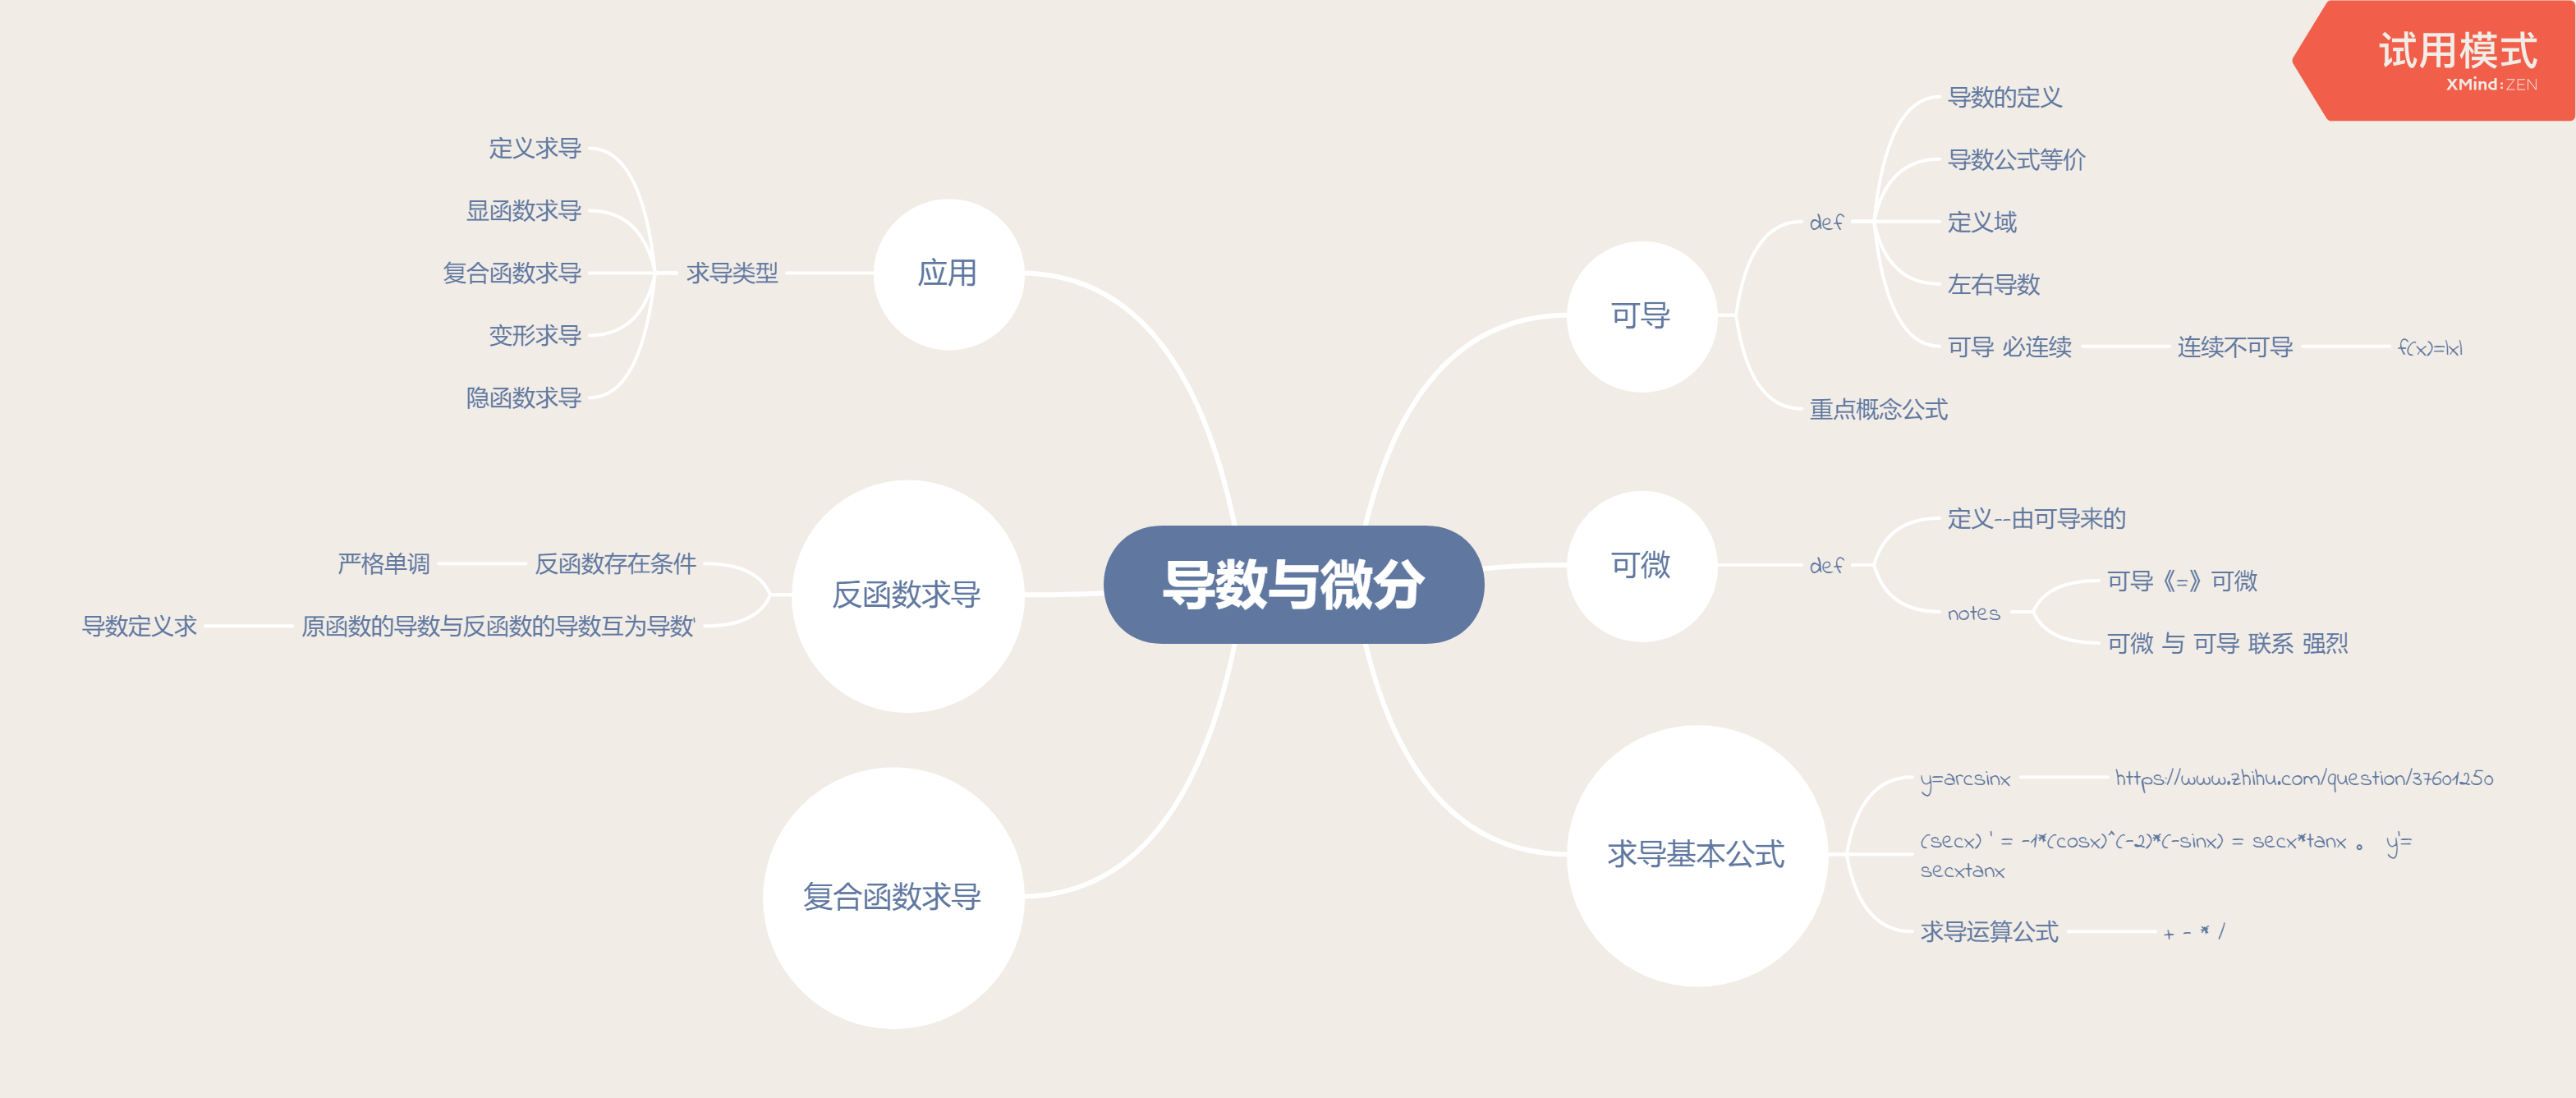 试用模式
XMind:ZEN
导数与微分
可导
def
导数的定义
导数公式等价
定义域
左右导数
可导 必连续
连续不可导
f(x)=|x|
重点概念公式
可微
def
定义--由可导来的
notes
可导《=》可微
可微 与 可导 联系 强烈
求导基本公式
y=arcsinx
https://www.zhihu.com/question/37601250
(secx) ' = -1*(cosx)^(-2)*(-sinx) = secx*tanx 。 y'=
secxtanx
求导运算公式
+ - * /
应用
求导类型
定义求导
显函数求导
复合函数求导
变形求导
隐函数求导
反函数求导
反函数存在条件
严格单调
原函数的导数与反函数的导数互为导数'
导数定义求
复合函数求导